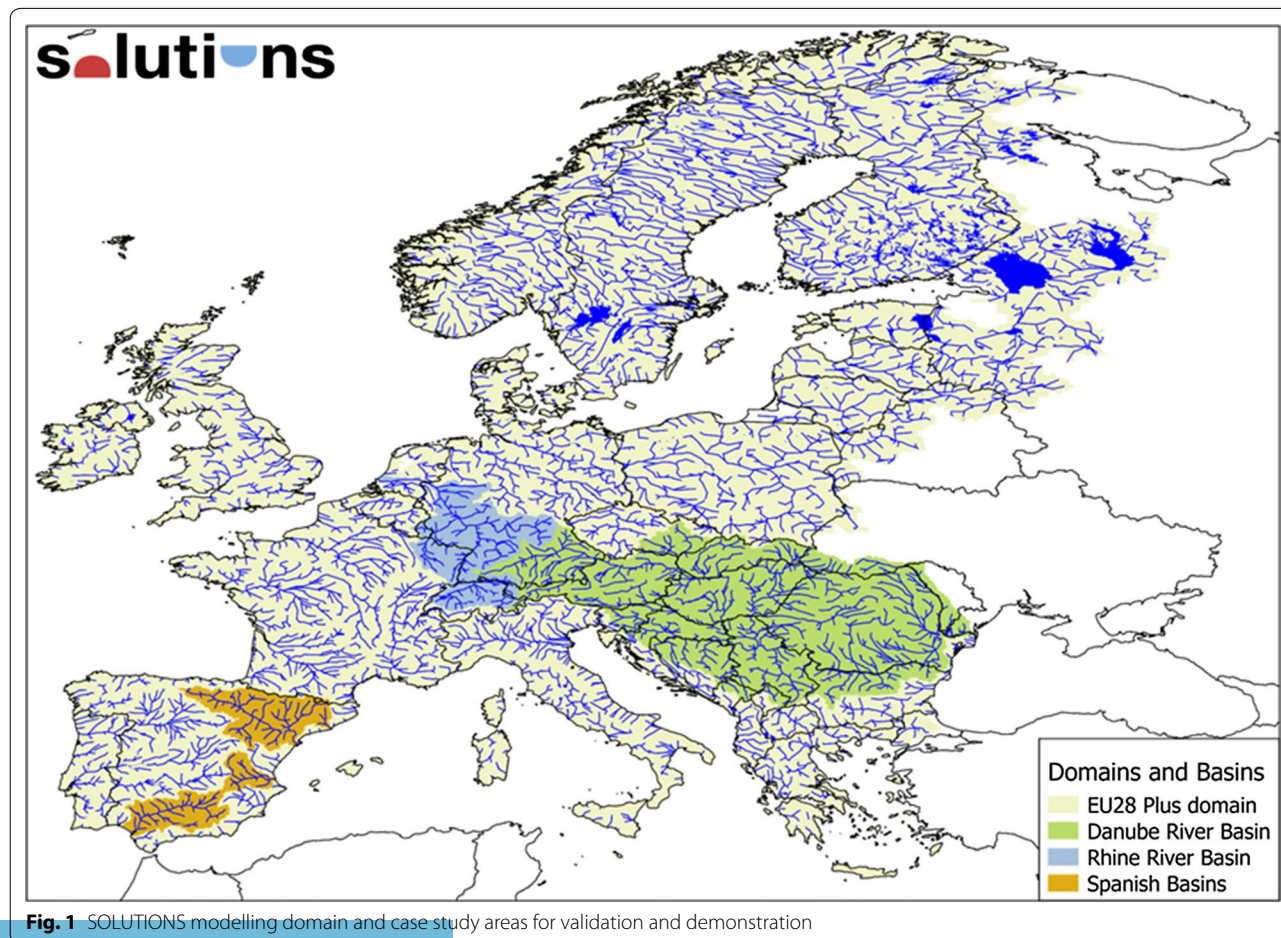 solutions
Domains and Basins
EU28 Plus domain
Danube River Basin
Rhine River Basin
Spanish Basins
Fig. 1 SOLUTIONS modelling domain and case study areas for validation and demonstration